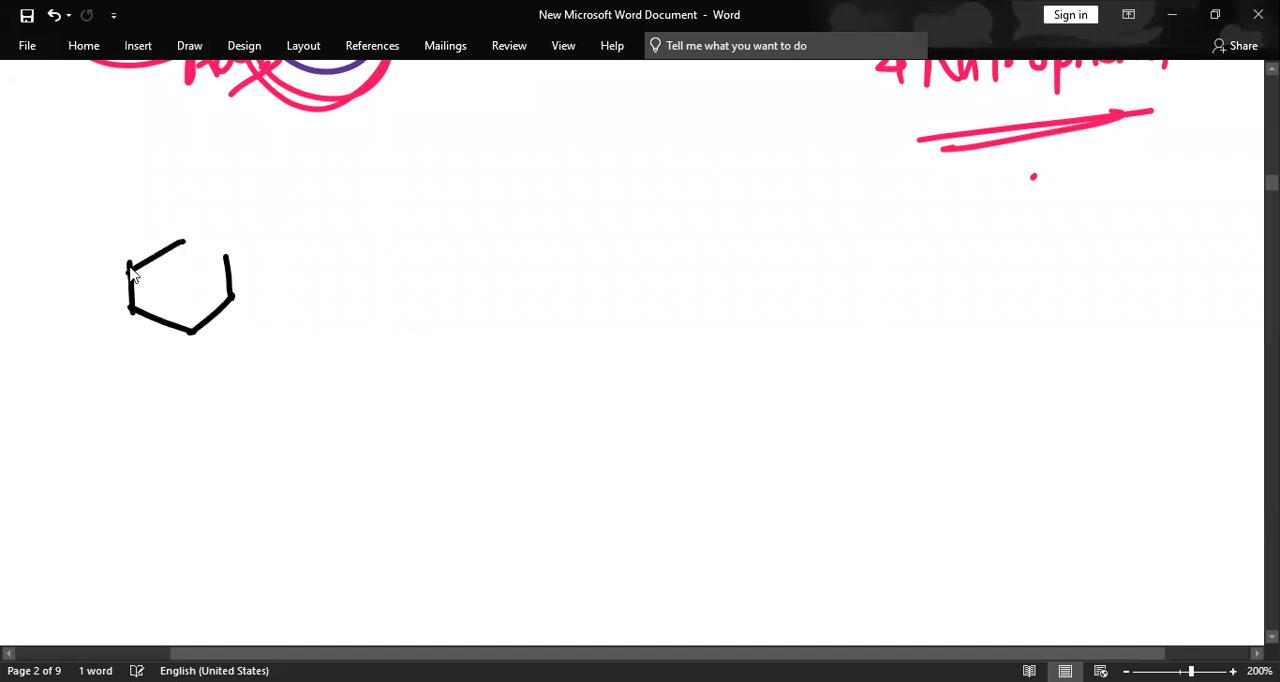 New Microsoft Word Document - Word
Sign in
File Home Insert Draw Design Layout References Mailings Review View Help Tell me what you want to do Share
Page 2 of 9 1 word English (United States) 200%